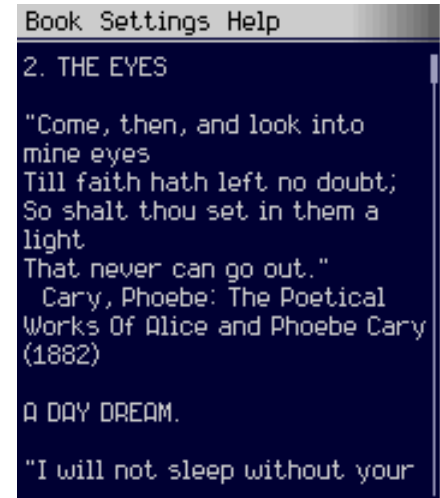 Book Settings Help
2. THE EYES
"Come, then, and look into
mine eyes
Till faith hath left no doubt;
So shalt thou set in them a
light
That never can go out."
Cary, Phoebe: The Poetical
Works Of Alice and Phoebe Cary
(1882)
A DAY DREAM.
"I will not sleep without your